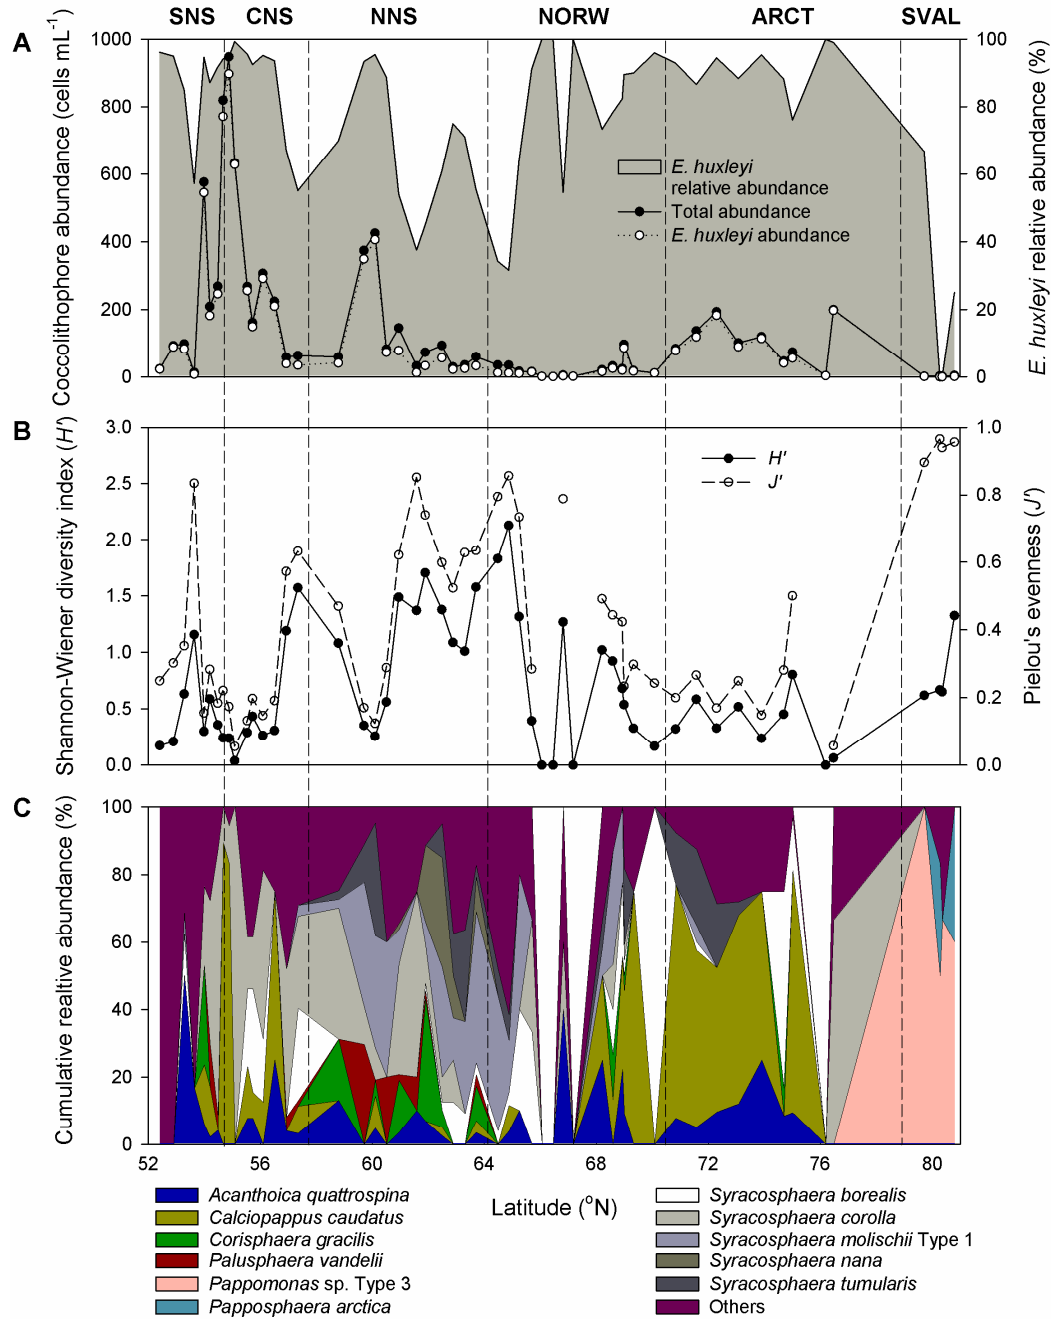 SNS CNS NNS NORW ARCT SVAL
A
Coccolithophore abundance (cells mL⁻¹)
1000
800
600
400
200
0
E. huxleyi
relative abundance
Total abundance
E. huxleyi abundance
100
80
60
40
20
0
E. huxleyi relative abundance (%)
B
Shannon-Wiener diversity index (H')
3.0
2.5
2.0
1.5
1.0
0.5
0.0
H'
J'
1.0
0.8
0.6
0.4
0.2
0.0
Pielou's evenness (J')
C
Cumulative realtive abundance (%)
100
80
60
40
20
0
52 56 60 64 68 72 76 80
Latitude (°N)
Acanthoica quattrospina
Calciopappus caudatus
Corisphaera gracilis
Palusphaera vandelii
Pappomonas sp. Type 3
Papposphaera arctica
Syracosphaera borealis
Syracosphaera corolla
Syracosphaera molischii Type 1
Syracosphaera nana
Syracosphaera tumularis
Others